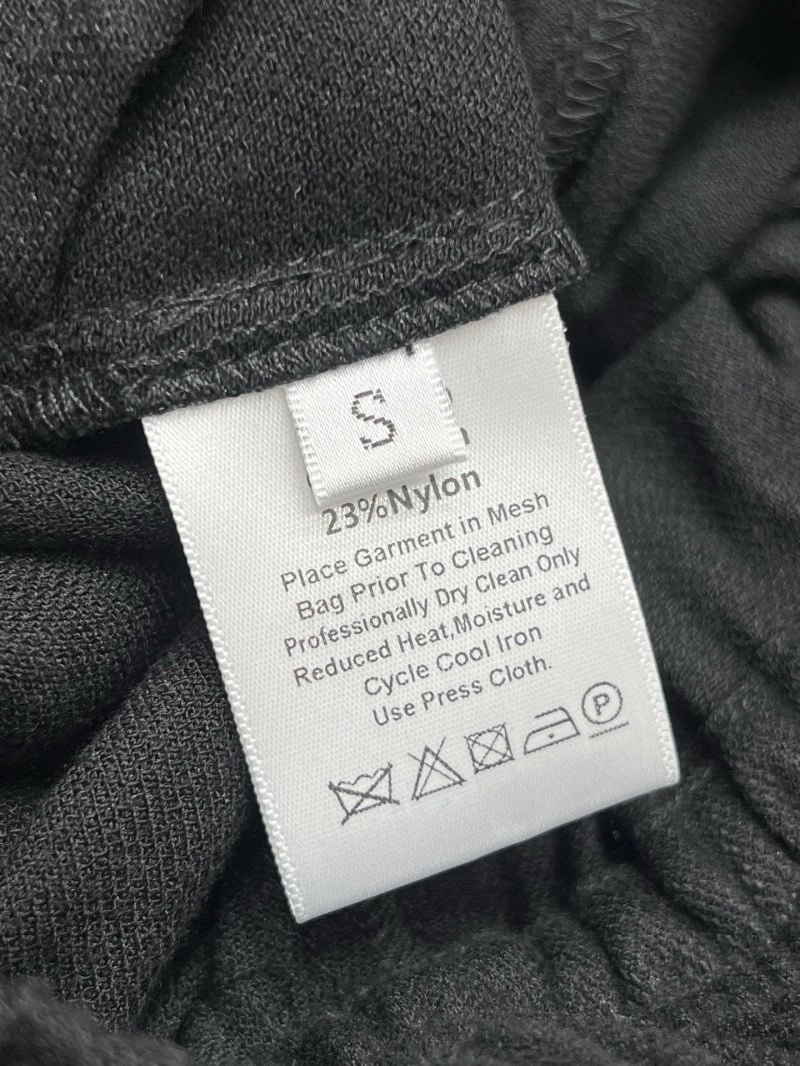 S
23%Nylon
Place Garment in Mesh
Bag Prior To Cleaning
Professionally Dry Clean Only
Reduced Heat,Moisture and
Cycle Cool Iron
Use Press Cloth.
P